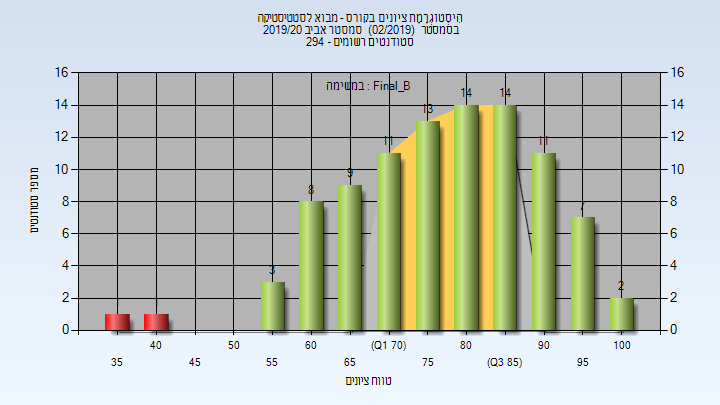 היסטוגרמת ציונים בקורס - מבוא לסטטיסטיקה
בסמסטר (02/2019) סמסטר אביב 2019/20
סטודנטים רשומים - 294
במשימה : Final_B
16 16
14 14
12 12
10 10
8 8
6 6
4 4
2 2
0 0
3 8 9 11 13 14 14 11 7 2
מספר סטודנטים
40 50 60 (Q1 70) 80 90 100
35 45 55 65 75 (Q3 85) 95
טווח ציונים